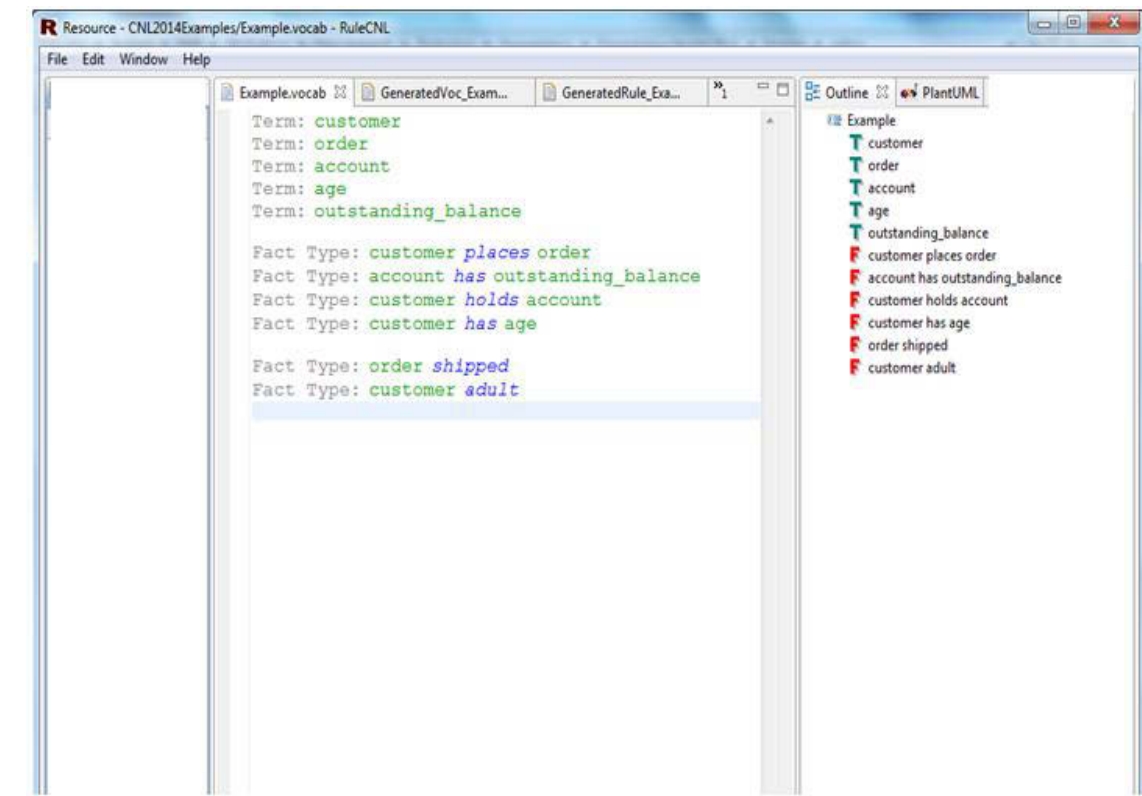 R Resource - CNL2014Examples/Example.vocab - RuleCNL
File Edit Window Help
Example.vocab GeneratedVoc_Exam... GeneratedRule_Exa... »1
Term: customer
Term: order
Term: account
Term: age
Term: outstanding_balance
Fact Type: customer places order
Fact Type: account has outstanding_balance
Fact Type: customer holds account
Fact Type: customer has age
Fact Type: order shipped
Fact Type: customer adult
Outline PlantUML
Example
T customer
T order
T account
T age
T outstanding_balance
F customer places order
F account has outstanding_balance
F customer holds account
F customer has age
F order shipped
F customer adult